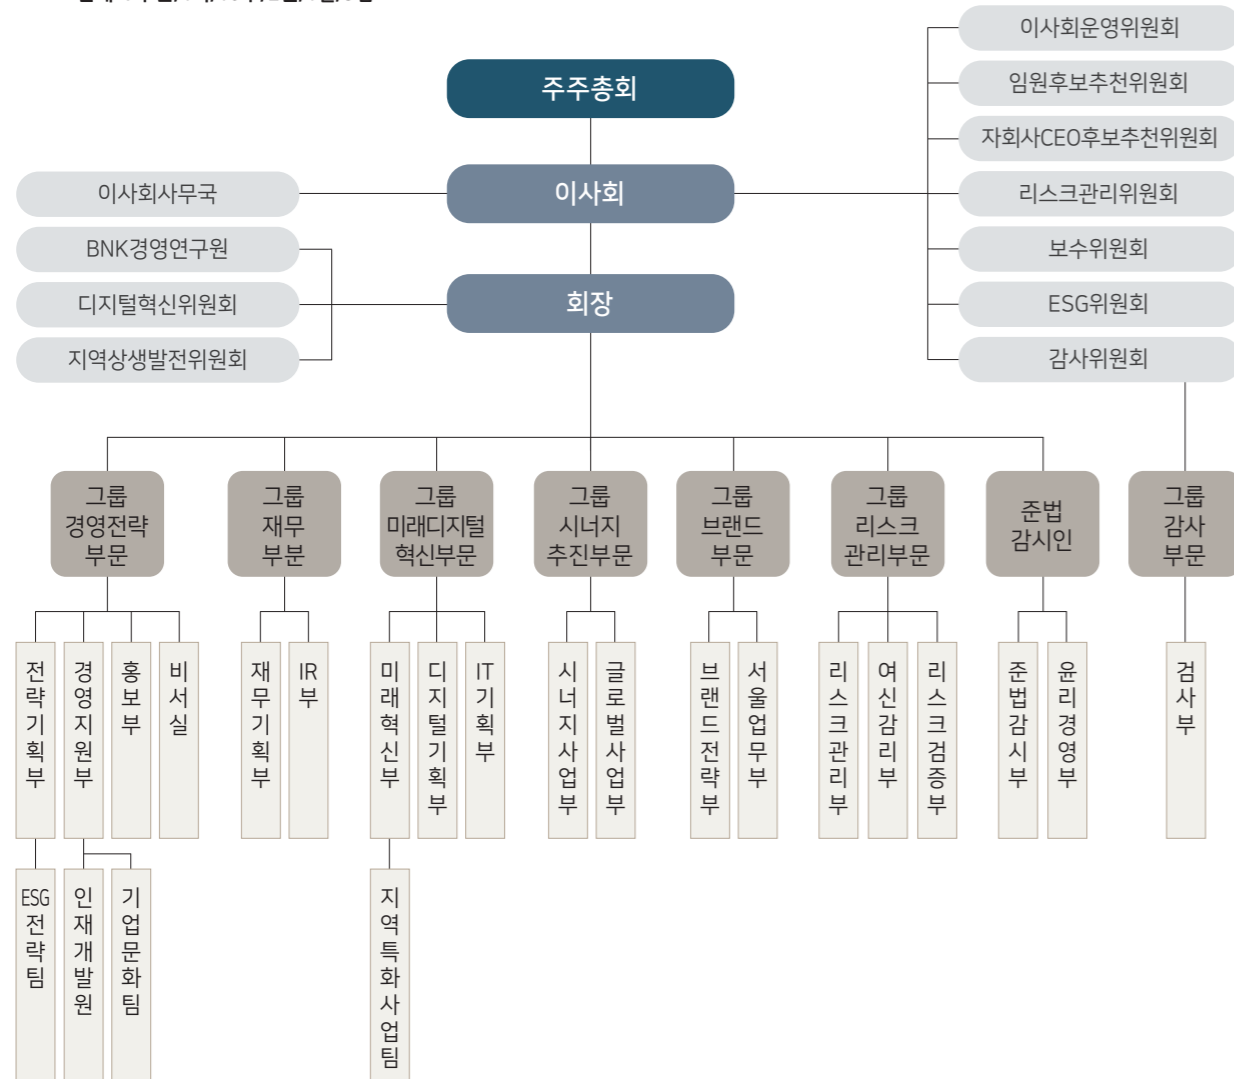 이사회운영위원회
주주총회
임원후보추천위원회
자회사CEO후보추천위원회
이사회사무국
이사회
리스크관리위원회
BNK경영연구원
보수위원회
디지털혁신위원회
회장
ESG위원회
지역상생발전위원회
감사위원회
그룹
경영전략
부문
그룹
재무
부분
그룹
미래디지털
혁신부문
그룹
시너지
추진부문
그룹
브랜드
부문
그룹
리스크
관리부문
준법
감시인
그룹
감사
부문
전략기획부
경영지원부
홍보부
비서실
재무기획부
IR부
미래혁신부
디지털기획부
IT기획부
시너지사업부
글로벌사업부
브랜드전략부
서울업무부
리스크관리부
여신감리부
리스크검증부
준법감시부
윤리경영부
검사부
ESG전략팀
인재개발원
기업문화팀
지역특화사업팀